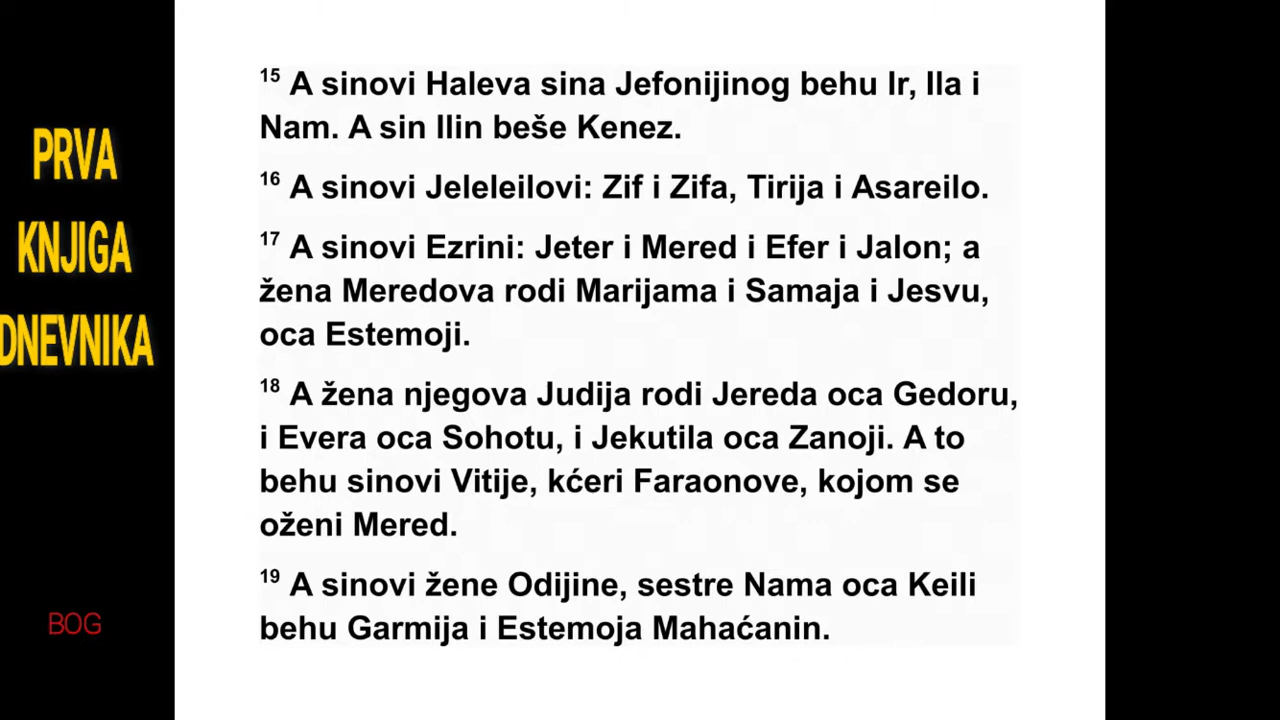 PRVA
KNJIGA
DNEVNIKA
BOG
15 A sinovi Haleva sina Jefonijinog behu Ir, Ila i
Nam. A sin Ilin beše Kenez.
16 A sinovi Jeleleilovi: Zif i Zifa, Tirija i Asareilo.
17 A sinovi Ezrini: Jeter i Mered i Efer i Jalon; a
žena Meredova rodi Marijama i Samaja i Jesvu,
oca Estemoji.
18 A žena njegova Judija rodi Jereda oca Gedoru,
i Evera oca Sohotu, i Jekutila oca Zanoji. A to
behu sinovi Vitije, kćeri Faraonove, kojom se
oženi Mered.
19 A sinovi žene Odijine, sestre Nama oca Keili
behu Garmija i Estemoja Mahaćanin.